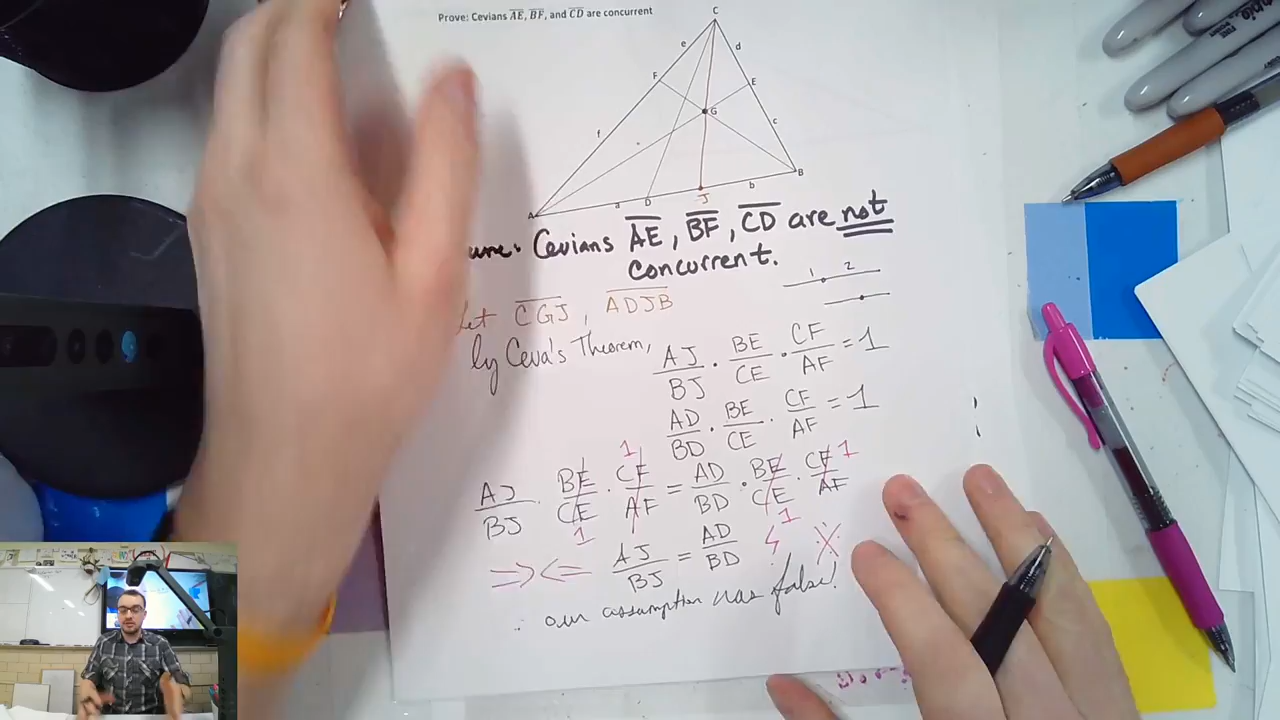 Prove: Cevians AE, BF, and CD are concurrent
C
e
d
F
E
G
f
c
B
b
A
a
D
J
Cevians AE, BF, CD are not
concurrent.
1 2
Let CGJ, ADJB
by Ceva's Theorem, AJ/BJ · BE/CE · CF/AF = 1
AD/BD · BE/CE · CF/AF = 1
AJ/BJ · BE/CE · CF/AF = AD/BD · BE/CE · CF/AF
1 1 1 1
⇒⇐ AJ/BJ = AD/BD
∴ our assumption was false!